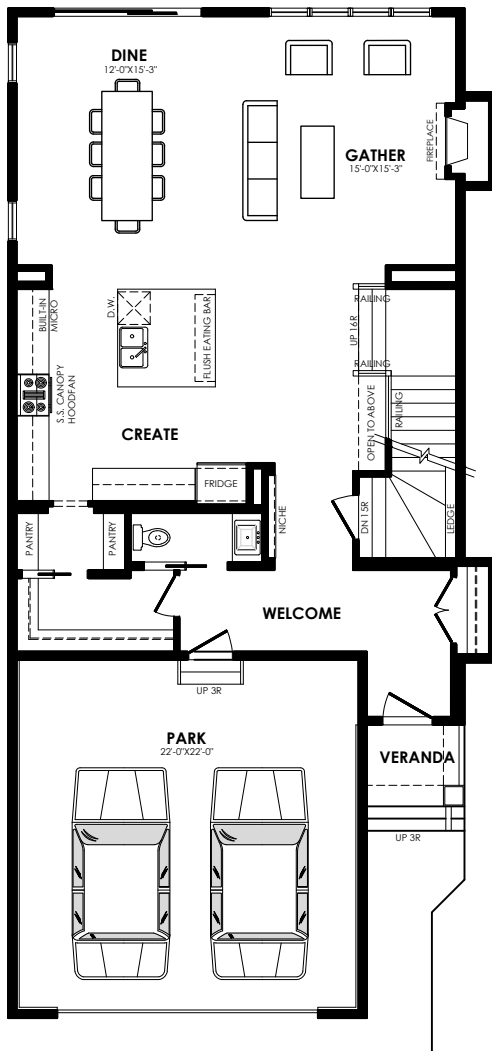 DINE
12'-0"X15'-3"
GATHER
15'-0"X15'-3"
FIREPLACE
BUILT-IN
MICRO
D.W.
FLUSH EATING BAR
RAILING
UP 16R
RAILING
S.S. CANOPY
HOODFAN
OPEN TO ABOVE
RAILING
CREATE
FRIDGE
NICHE
DN 15R
LEDGE
PANTRY
PANTRY
WELCOME
UP 3R
PARK
22'-0"X22'-0"
VERANDA
UP 3R